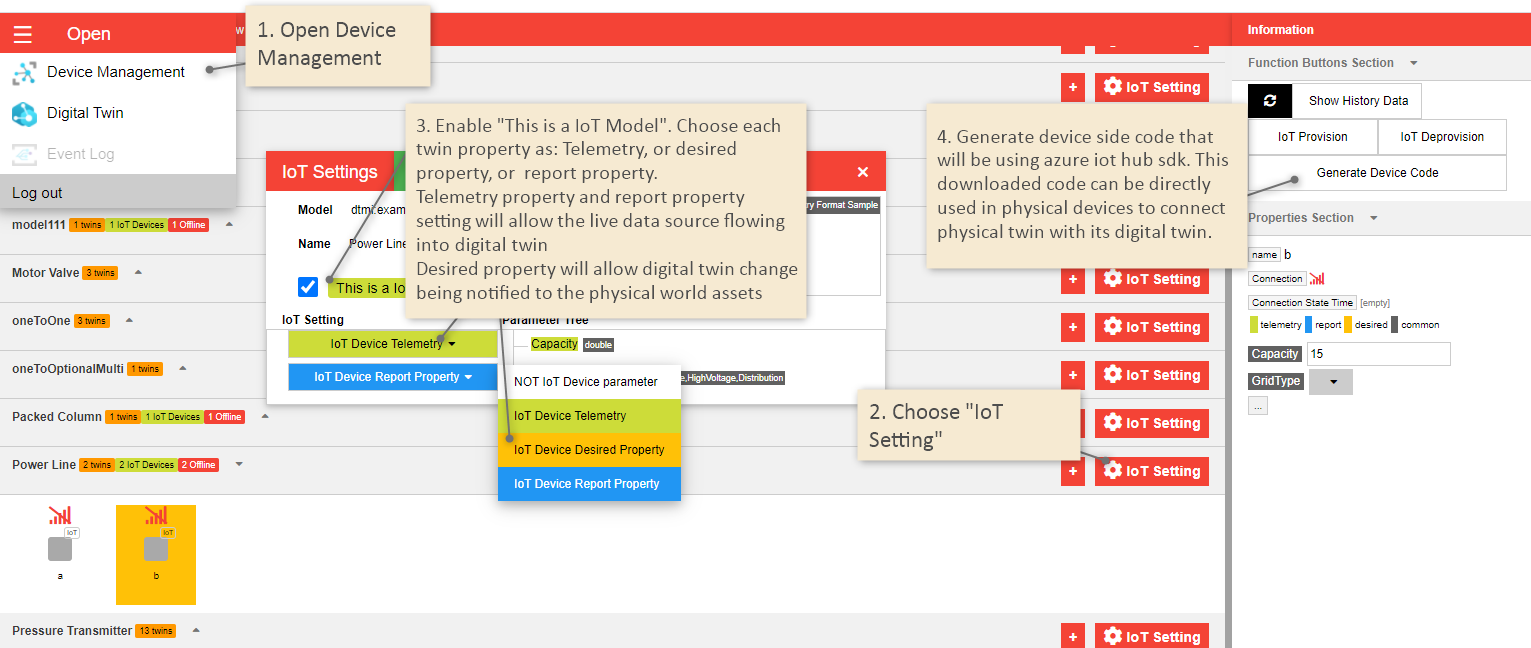 Open
Device Management
Digital Twin
Event Log
Log out
1. Open Device
Management
+
IoT Setting
model111 1 twins 1 IoT Devices 1 Offline
Motor Valve 3 twins
+
IoT Setting
oneToOne 3 twins
+
IoT Setting
oneToOptionalMulti 1 twins
+
IoT Setting
Packed Column 1 twins 1 IoT Devices 1 Offline
IoT Setting
Power Line 2 twins 2 IoT Devices 2 Offline
+
IoT Setting
IoT
a
IoT
b
Pressure Transmitter 13 twins
+
IoT Setting
IoT Settings
×
Model dtmi:exam
ry Format Sample
Name Power Line
This is a Io
IoT Setting
Parameter Tree
IoT Device Telemetry
Capacity double
IoT Device Report Property
e,HighVoltage,Distribution
NOT IoT Device parameter
IoT Device Telemetry
IoT Device Desired Property
IoT Device Report Property
3. Enable "This is a IoT Model". Choose each
twin property as: Telemetry, or desired
property, or report property.
Telemetry property and report property
setting will allow the live data source flowing
into digital twin
Desired property will allow digital twin change
being notified to the physical world assets
2. Choose "IoT
Setting"
4. Generate device side code that
will be using azure iot hub sdk. This
downloaded code can be directly
used in physical devices to connect
physical twin with its digital twin.
Information
Function Buttons Section
Show History Data
IoT Provision
IoT Deprovision
Generate Device Code
Properties Section
name b
Connection
Connection State Time [empty]
telemetry report desired common
Capacity 15
GridType
...